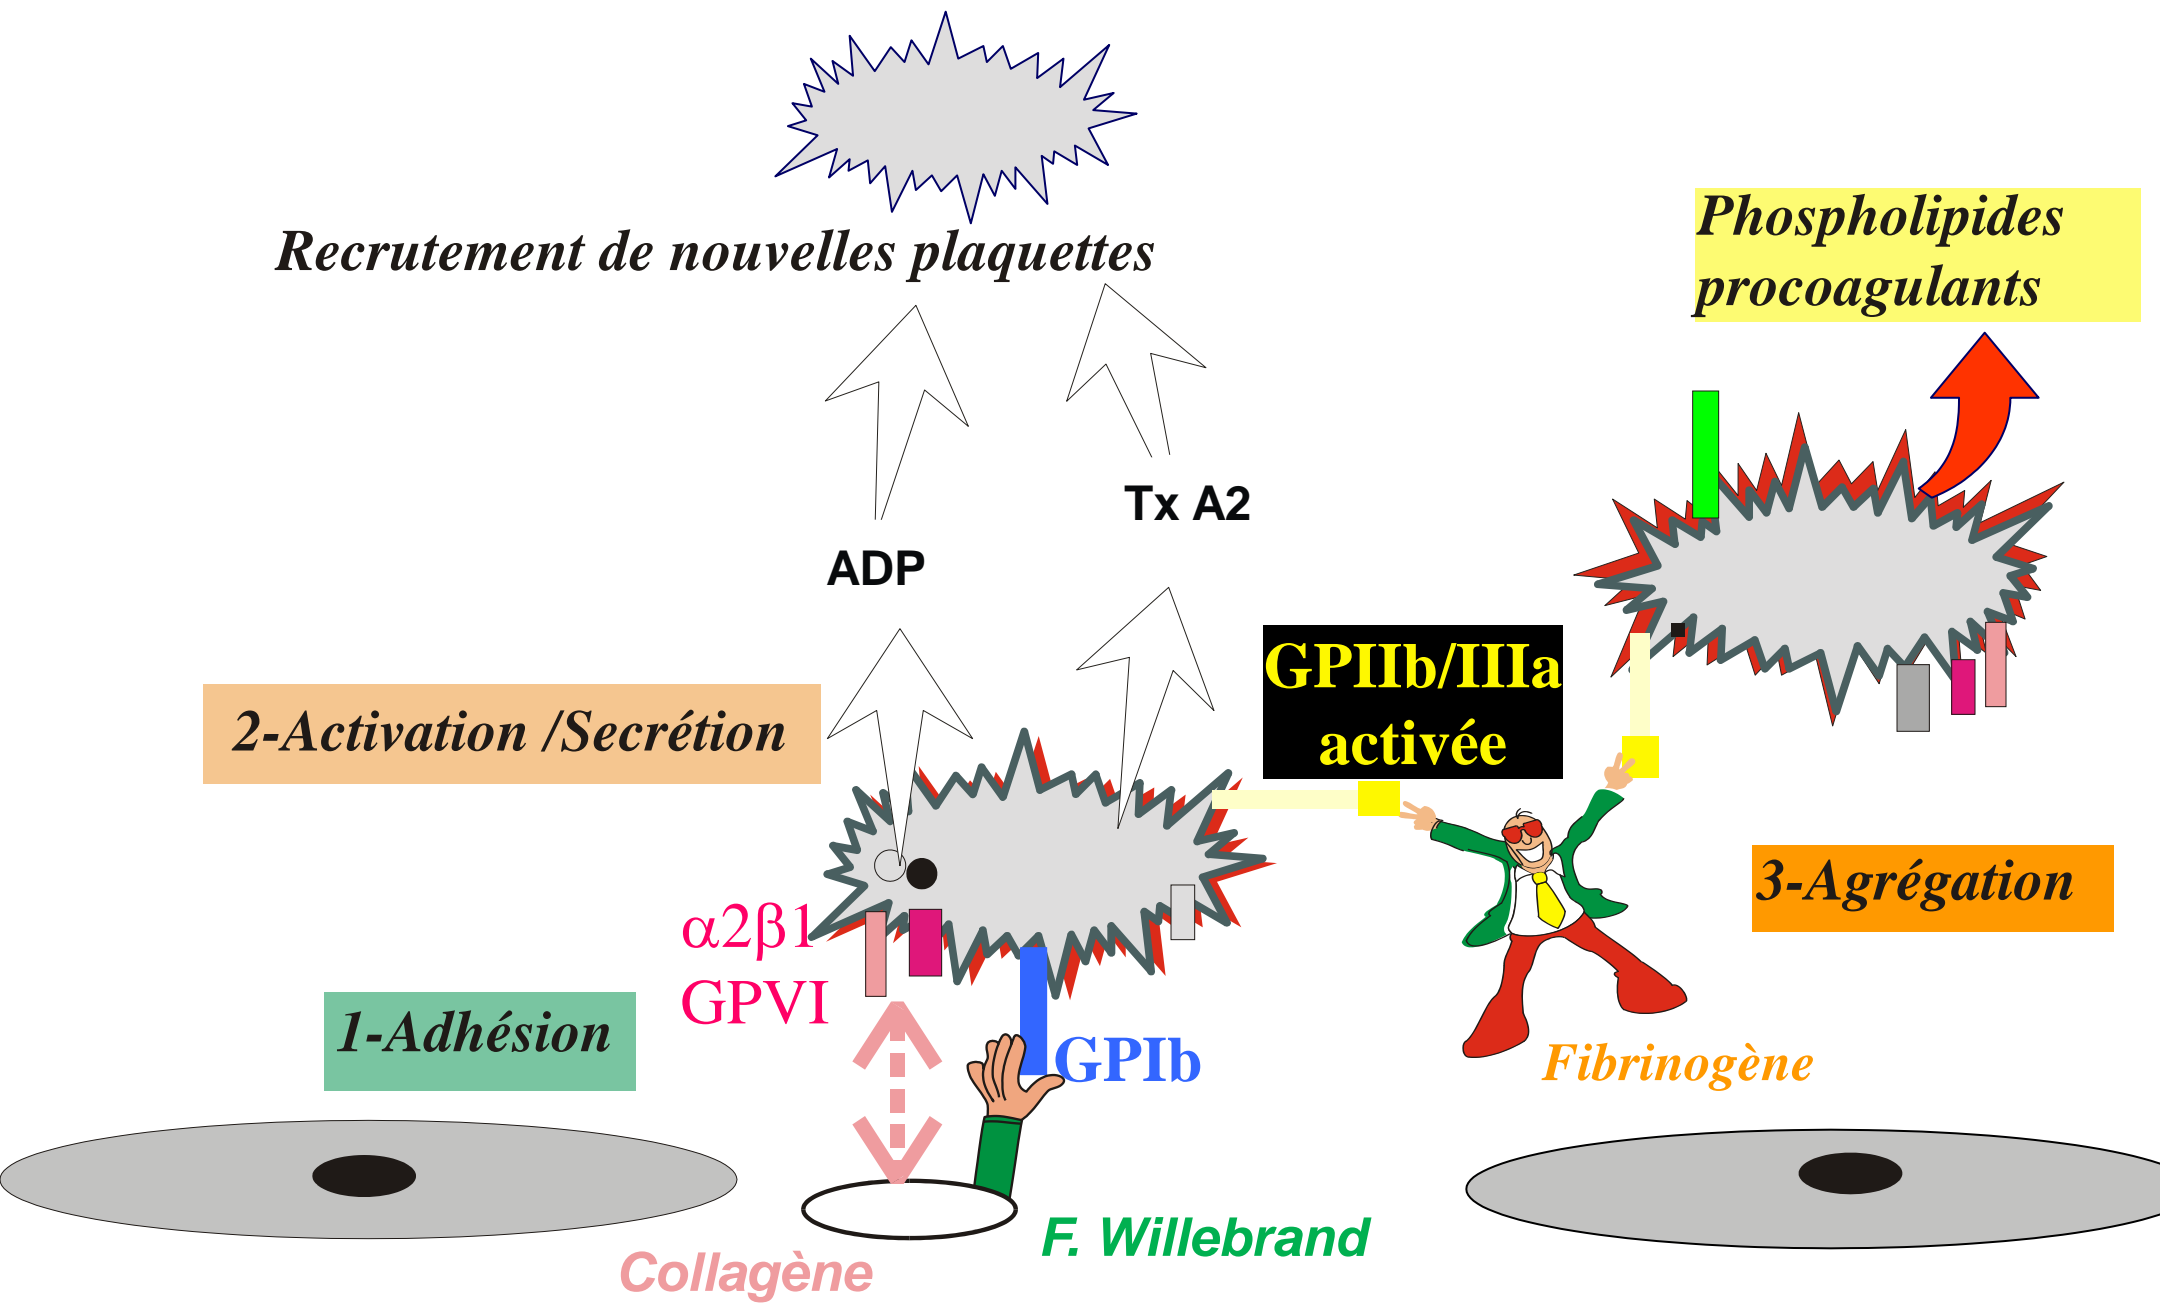 Recrutement de nouvelles plaquettes
Phospholipides
procoagulants
Tx A2
ADP
GPIIb/IIIa
activée
2-Activation /Secrétion
3-Agrégation
α2β1
GPVI
1-Adhésion
GPIb
Fibrinogène
F. Willebrand
Collagène